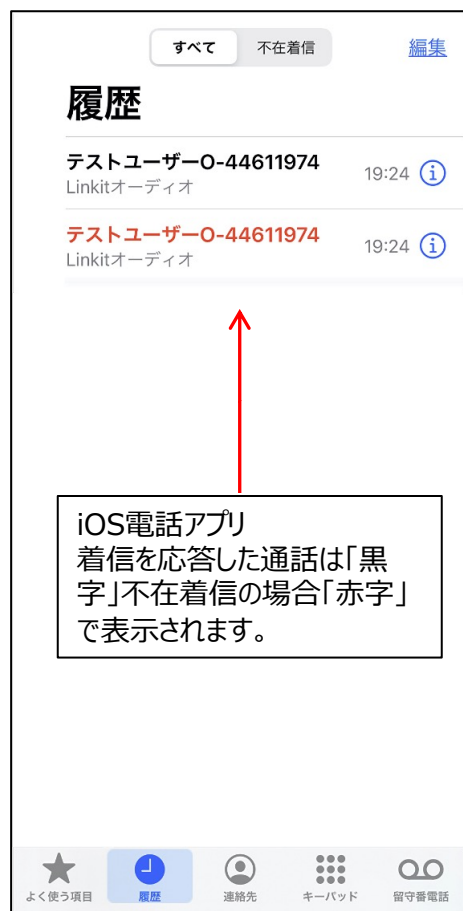 すべて 不在着信 編集
履歴
テストユーザーO-44611974
Linkitオーディオ
19:24
テストユーザーO-44611974
Linkitオーディオ
19:24
iOS電話アプリ
着信を応答した通話は「黒
字」不在着信の場合「赤字」
で表示されます。
よく使う項目 履歴 連絡先 キーパッド 留守番電話